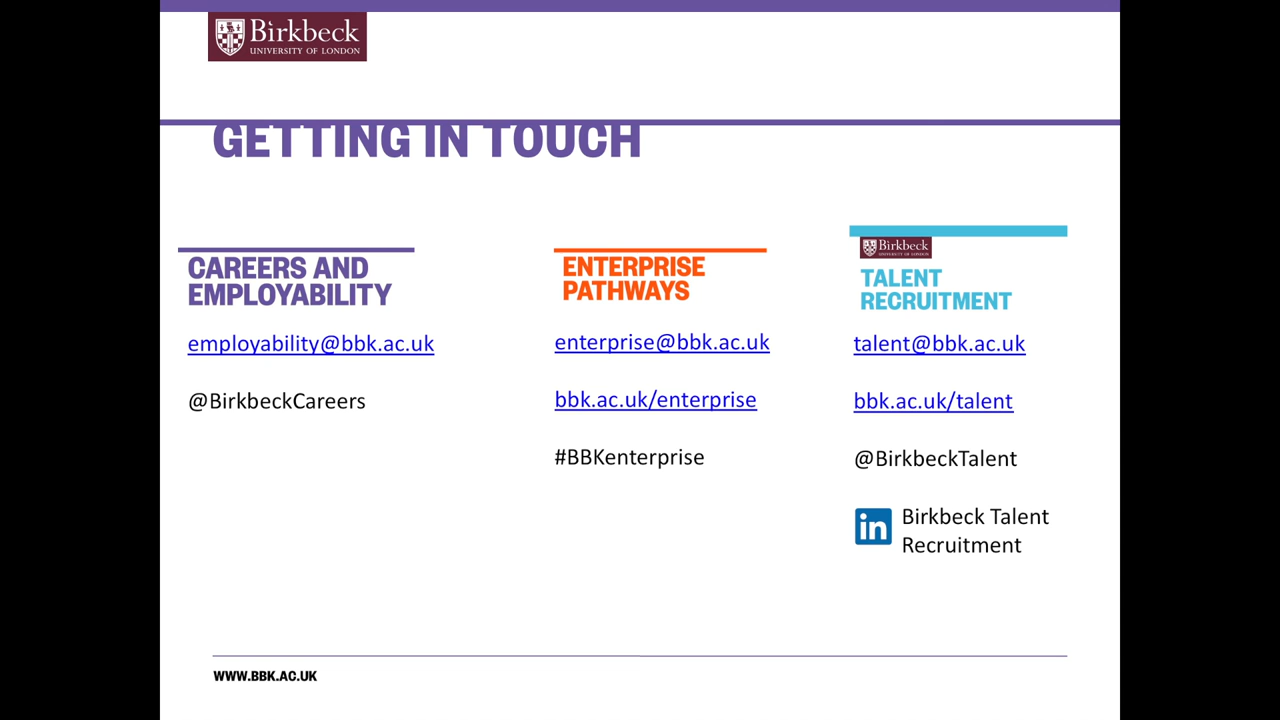 Birkbeck
UNIVERSITY OF LONDON
GETTING IN TOUCH
CAREERS AND
EMPLOYABILITY
employability@bbk.ac.uk
@BirkbeckCareers
ENTERPRISE
PATHWAYS
enterprise@bbk.ac.uk
bbk.ac.uk/enterprise
#BBKenterprise
Birkbeck
UNIVERSITY OF LONDON
TALENT
RECRUITMENT
talent@bbk.ac.uk
bbk.ac.uk/talent
@BirkbeckTalent
in
Birkbeck Talent
Recruitment
WWW.BBK.AC.UK